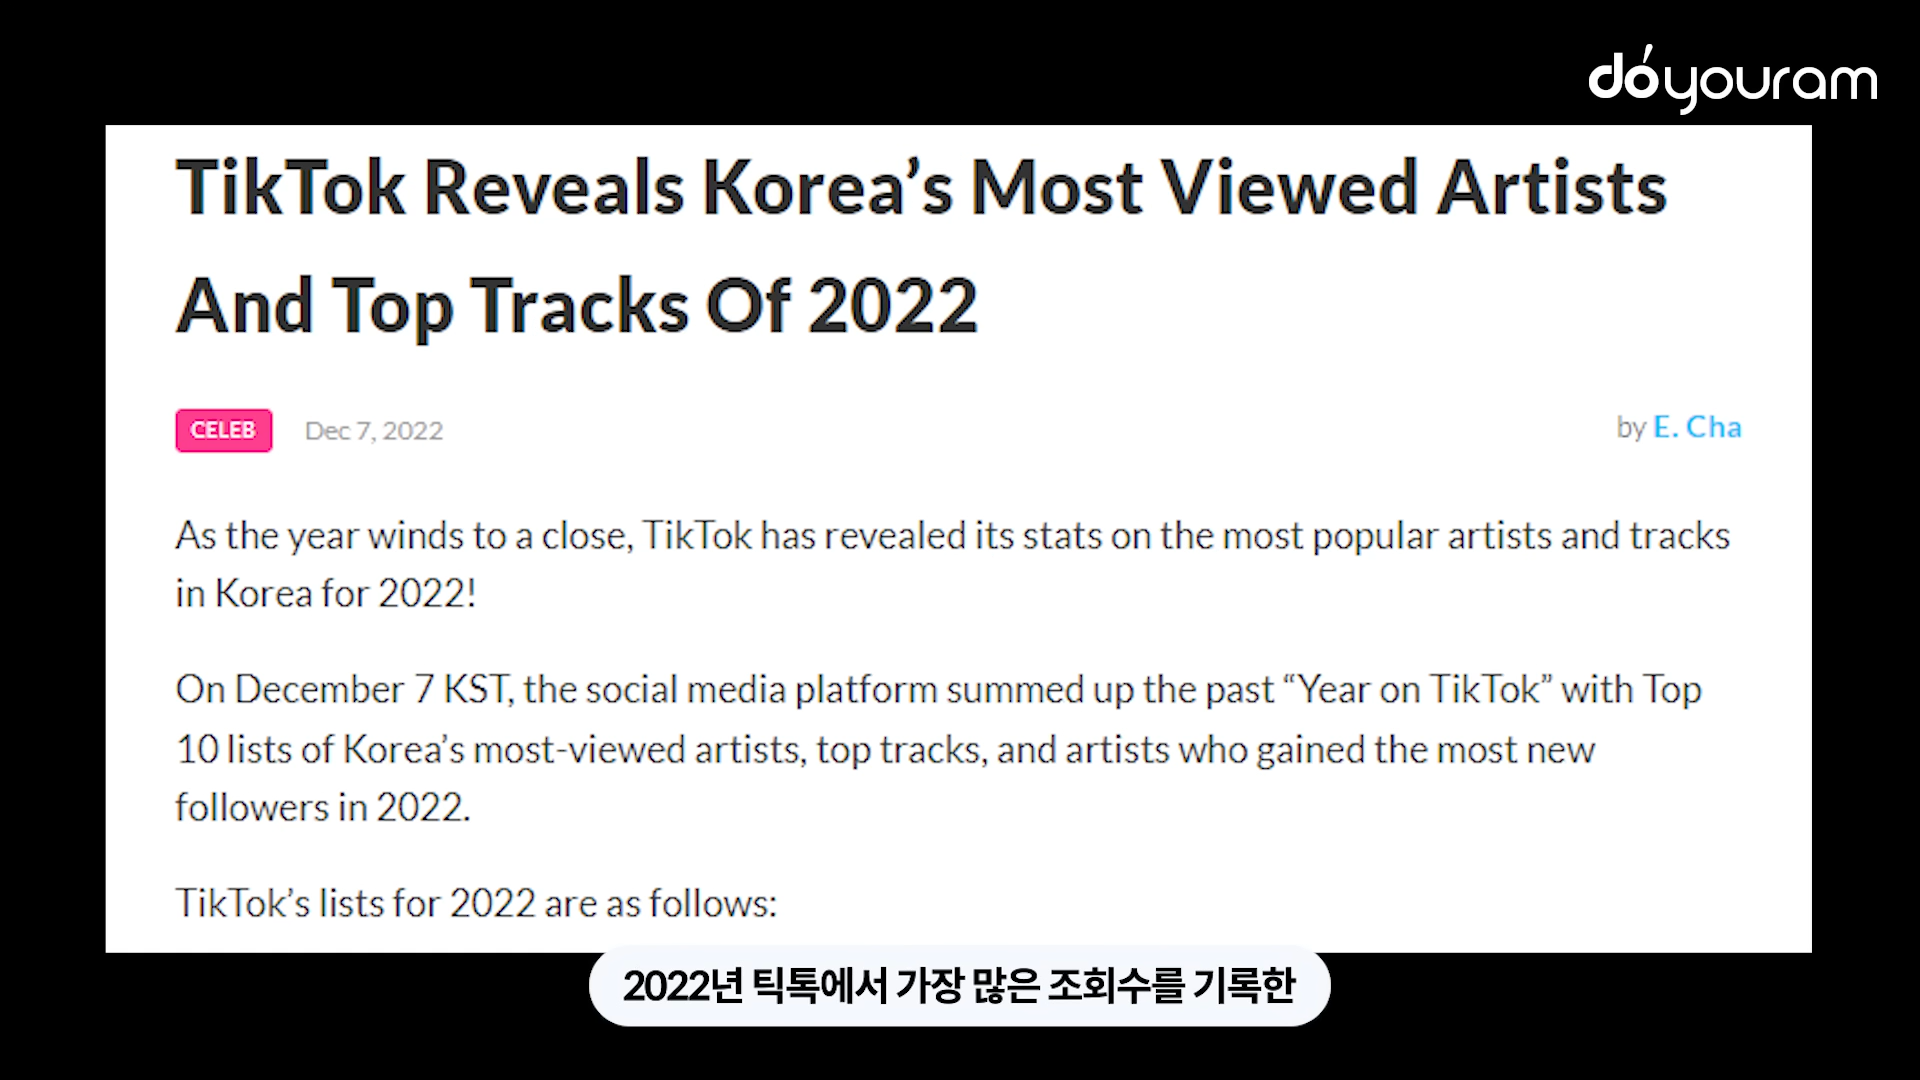 dóyouram
TikTok Reveals Korea’s Most Viewed Artists
And Top Tracks Of 2022
CELEB Dec 7, 2022 by E. Cha
As the year winds to a close, TikTok has revealed its stats on the most popular artists and tracks
in Korea for 2022!
On December 7 KST, the social media platform summed up the past “Year on TikTok” with Top
10 lists of Korea’s most-viewed artists, top tracks, and artists who gained the most new
followers in 2022.
TikTok’s lists for 2022 are as follows:
2022년 틱톡에서 가장 많은 조회수를 기록한